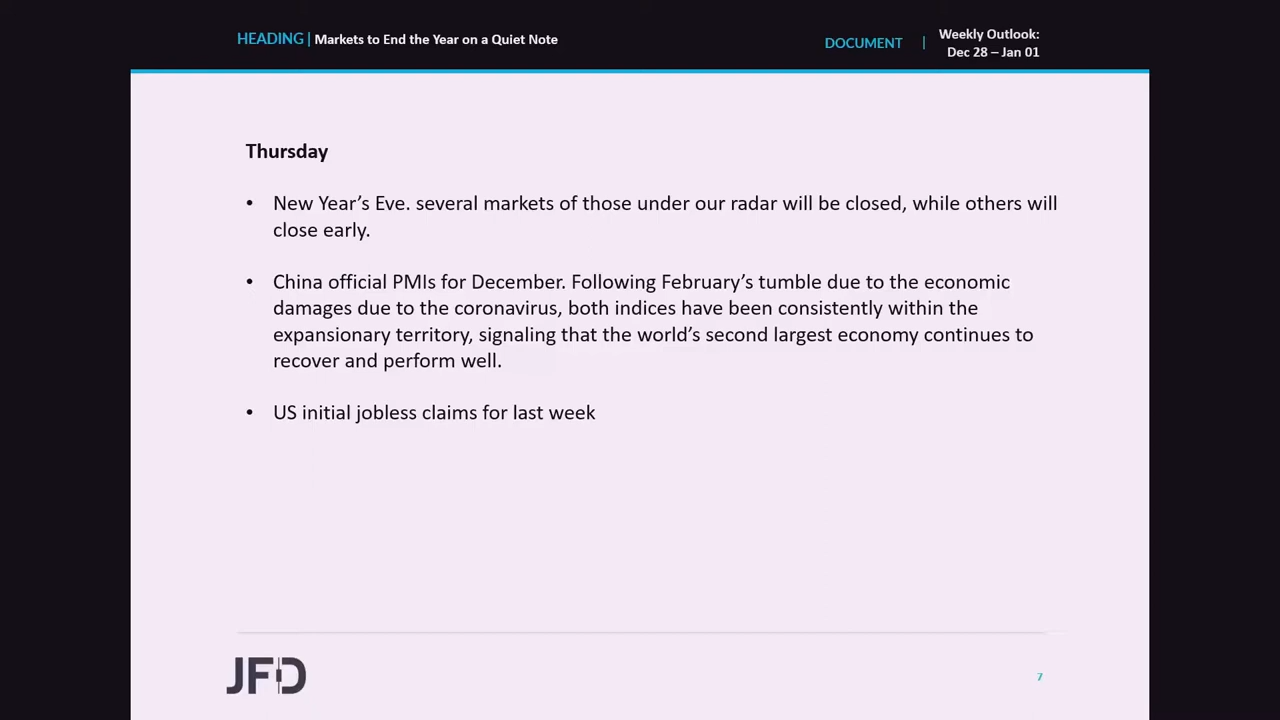 HEADING | Markets to End the Year on a Quiet Note
DOCUMENT | Weekly Outlook:
Dec 28 – Jan 01
Thursday
• New Year’s Eve. several markets of those under our radar will be closed, while others will
close early.
• China official PMIs for December. Following February’s tumble due to the economic
damages due to the coronavirus, both indices have been consistently within the
expansionary territory, signaling that the world’s second largest economy continues to
recover and perform well.
• US initial jobless claims for last week
JFD
7